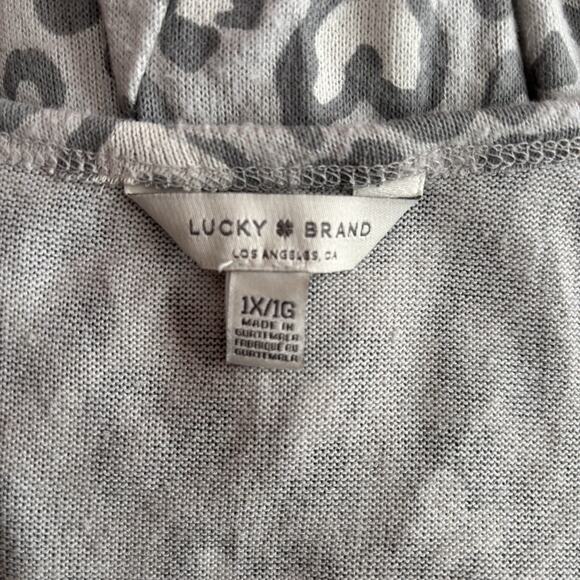 LUCKY BRAND
LOS ANGELES, CA
1X/1G
MADE IN
GUATEMALA
FABRIQUÉ AU
GUATEMALA